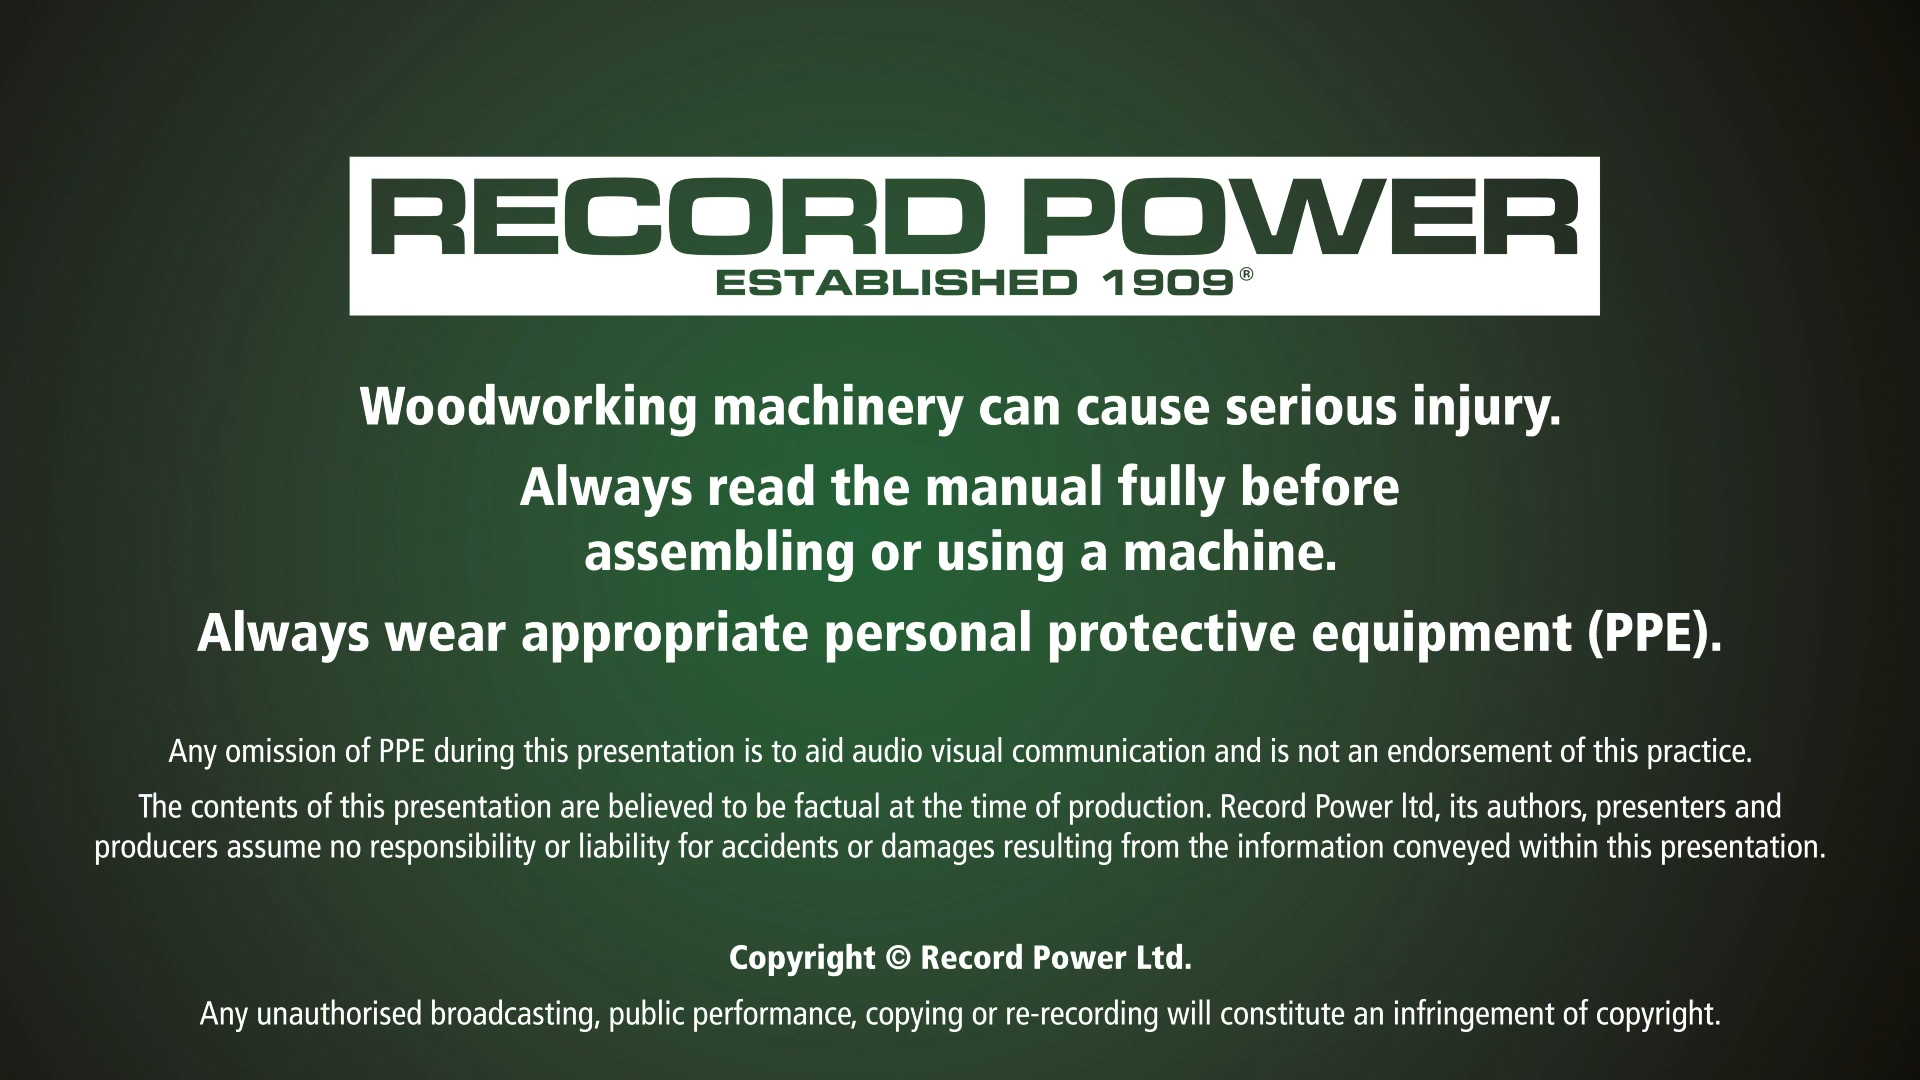 RECORD POWER
ESTABLISHED 1909®
Woodworking machinery can cause serious injury.
Always read the manual fully before
assembling or using a machine.
Always wear appropriate personal protective equipment (PPE).
Any omission of PPE during this presentation is to aid audio visual communication and is not an endorsement of this practice.
The contents of this presentation are believed to be factual at the time of production. Record Power ltd, its authors, presenters and
producers assume no responsibility or liability for accidents or damages resulting from the information conveyed within this presentation.
Copyright © Record Power Ltd.
Any unauthorised broadcasting, public performance, copying or re-recording will constitute an infringement of copyright.